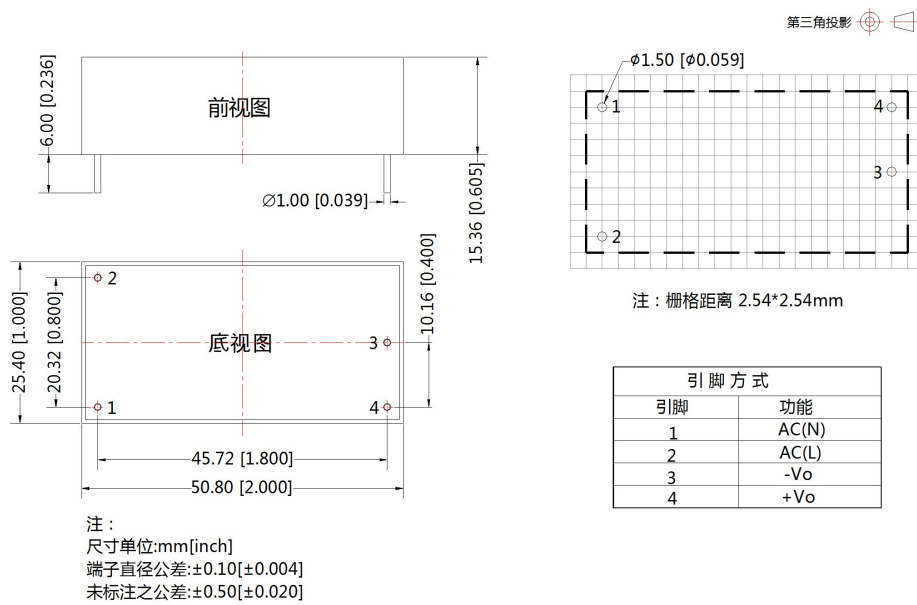 第三角投影
6.00 [0.236]
前视图
15.36 [0.605]
∅1.00 [0.039]
ϕ1.50 [ϕ0.059]
1
4
3
2
注：栅格距离 2.54*2.54mm
25.40 [1.000]
20.32 [0.800]
2
底视图
3
10.16 [0.400]
1
4
45.72 [1.800]
50.80 [2.000]
引脚方式
引脚 功能
1 AC(N)
2 AC(L)
3 -Vo
4 +Vo
注：
尺寸单位:mm[inch]
端子直径公差:±0.10[±0.004]
未标注之公差:±0.50[±0.020]